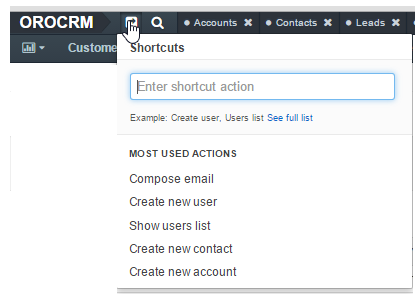 OROCRM
Accounts ✖ Contacts ✖ Leads ✖
Custome
Shortcuts
Enter shortcut action
Example: Create user, Users list See full list
MOST USED ACTIONS
Compose email
Create new user
Show users list
Create new contact
Create new account